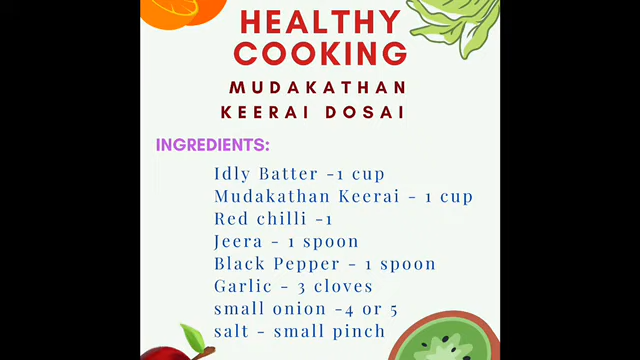 HEALTHY
COOKING
MUDAKATHAN
KEERAI DOSAI
INGREDIENTS:
Idly Batter -1 cup
Mudakathan Keerai - 1 cup
Red chilli -1
Jeera - 1 spoon
Black Pepper - 1 spoon
Garlic - 3 cloves
small onion -4 or 5
salt - small pinch